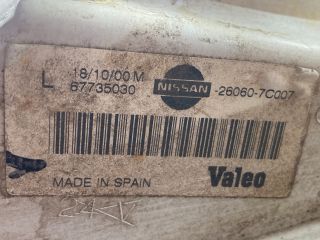 L 18/10/00 M
67735030
NISSAN
-26060-7C007
MADE IN SPAIN
Valeo